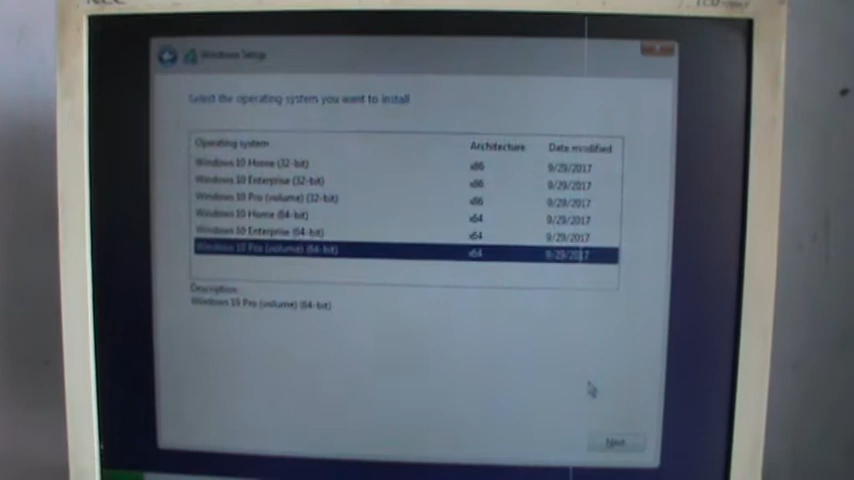 NEC
Windows Setup
Select the operating system you want to install
Operating system Architecture Date modified
Windows 10 Home (32-bit) x86 9/29/2017
Windows 10 Enterprise (32-bit) x86 9/29/2017
Windows 10 Pro (volume) (32-bit) x86 9/29/2017
Windows 10 Home (64-bit) x64 9/29/2017
Windows 10 Enterprise (64-bit) x64 9/29/2017
Windows 10 Pro (volume) (64-bit) x64 9/29/2017
Description:
Windows 10 Pro (volume) (64-bit)
Next